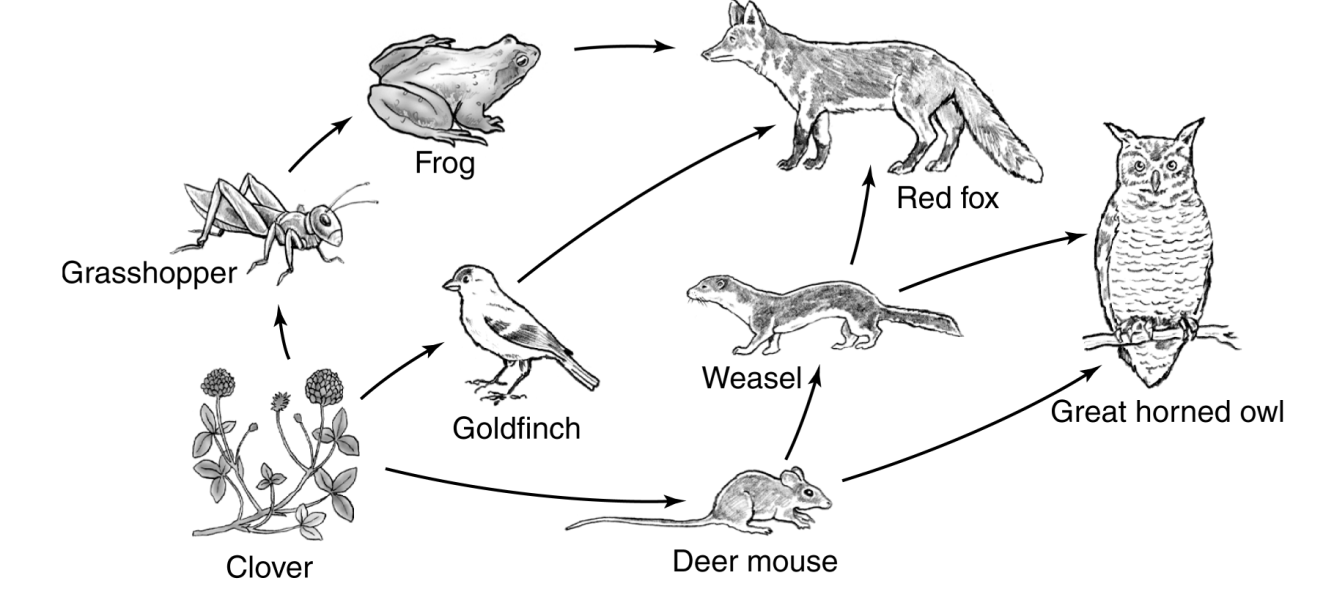 Frog
Red fox
Grasshopper
Weasel
Great horned owl
Goldfinch
Deer mouse
Clover